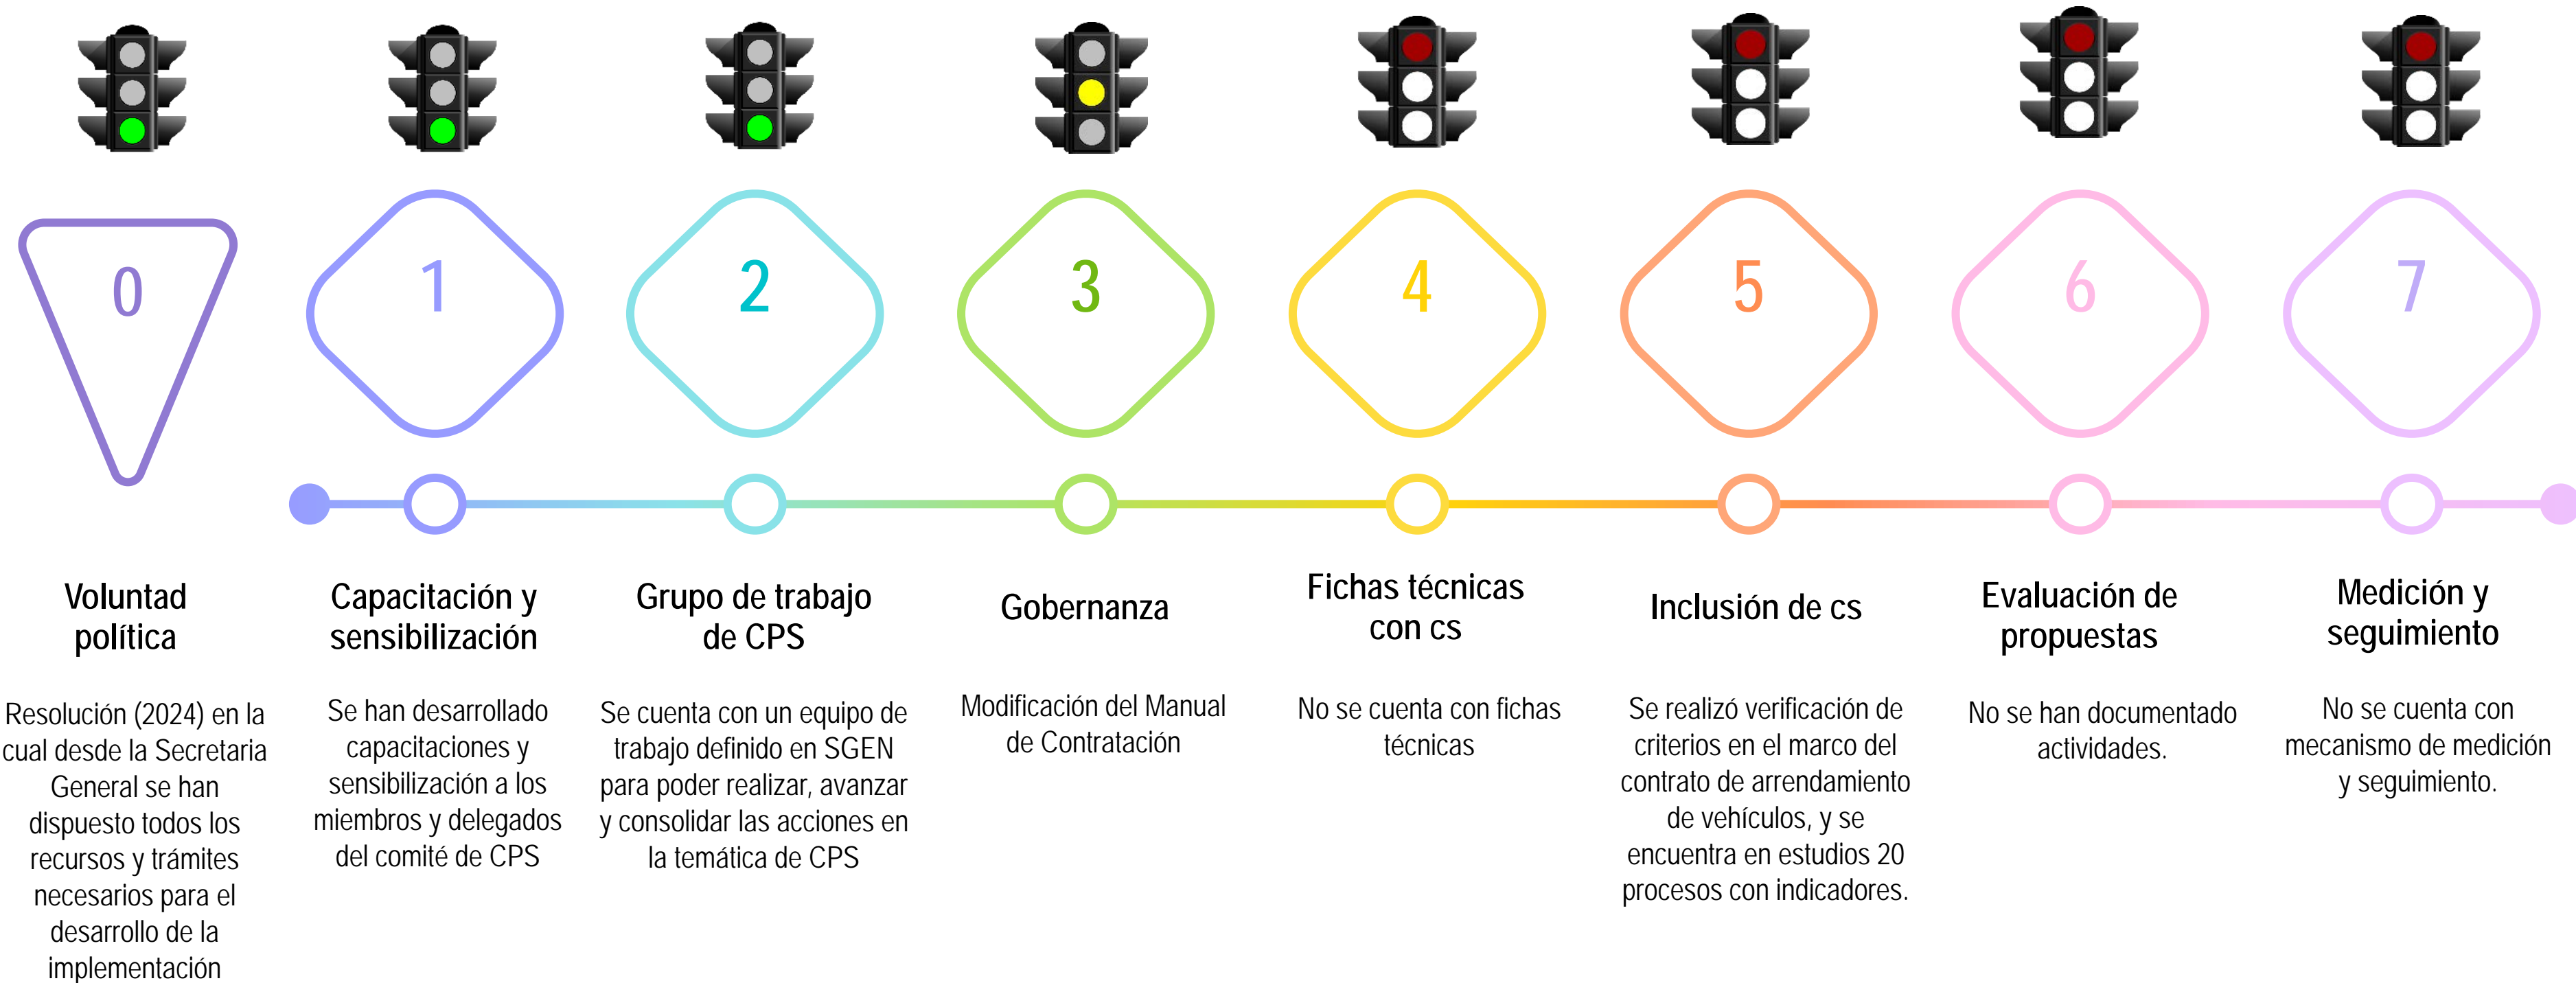 0
1
2
3
4
5
6
7
Voluntad
política
Resolución (2024) en la
cual desde la Secretaria
General se han
dispuesto todos los
recursos y trámites
necesarios para el
desarrollo de la
implementación
Capacitación y
sensibilización
Se han desarrollado
capacitaciones y
sensibilización a los
miembros y delegados
del comité de CPS
Grupo de trabajo
de CPS
Se cuenta con un equipo de
trabajo definido en SGEN
para poder realizar, avanzar
y consolidar las acciones en
la temática de CPS
Gobernanza
Modificación del Manual
de Contratación
Fichas técnicas
con cs
No se cuenta con fichas
técnicas
Inclusión de cs
Se realizó verificación de
criterios en el marco del
contrato de arrendamiento
de vehículos, y se
encuentra en estudios 20
procesos con indicadores.
Evaluación de
propuestas
No se han documentado
actividades.
Medición y
seguimiento
No se cuenta con
mecanismo de medición
y seguimiento.